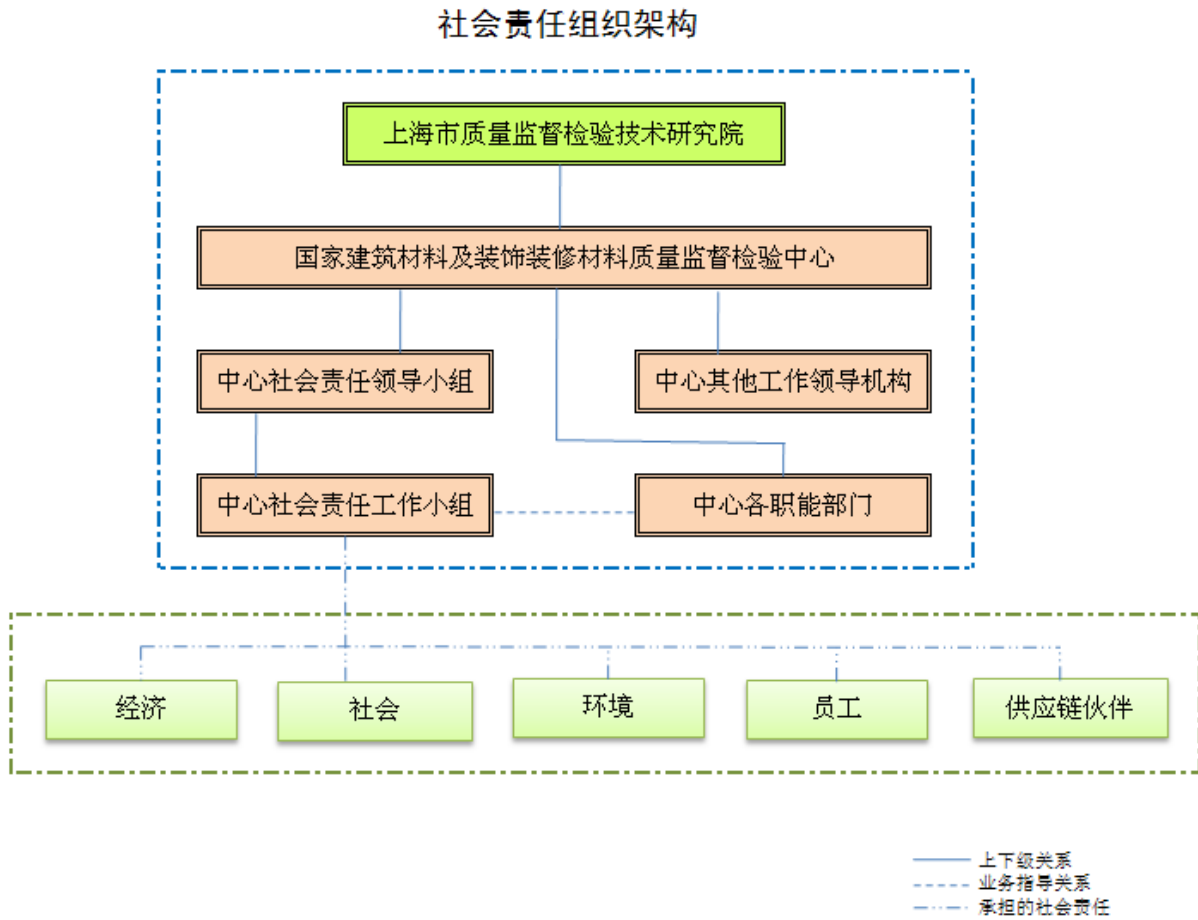 社会责任组织架构
上海市质量监督检验技术研究院
国家建筑材料及装饰装修材料质量监督检验中心
中心社会责任领导小组
中心其他工作领导机构
中心社会责任工作小组
中心各职能部门
经济
社会
环境
员工
供应链伙伴
上下级关系
业务指导关系
承担的社会责任